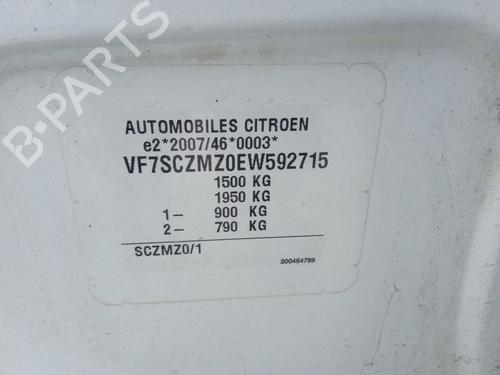 AUTOMOBILES CITROEN
e2*2007/46*0003*
VF7SCZMZ0EW592715
1500 KG
1950 KG
1– 900 KG
2– 790 KG
SCZMZ0/1
200454789
B-PARTS